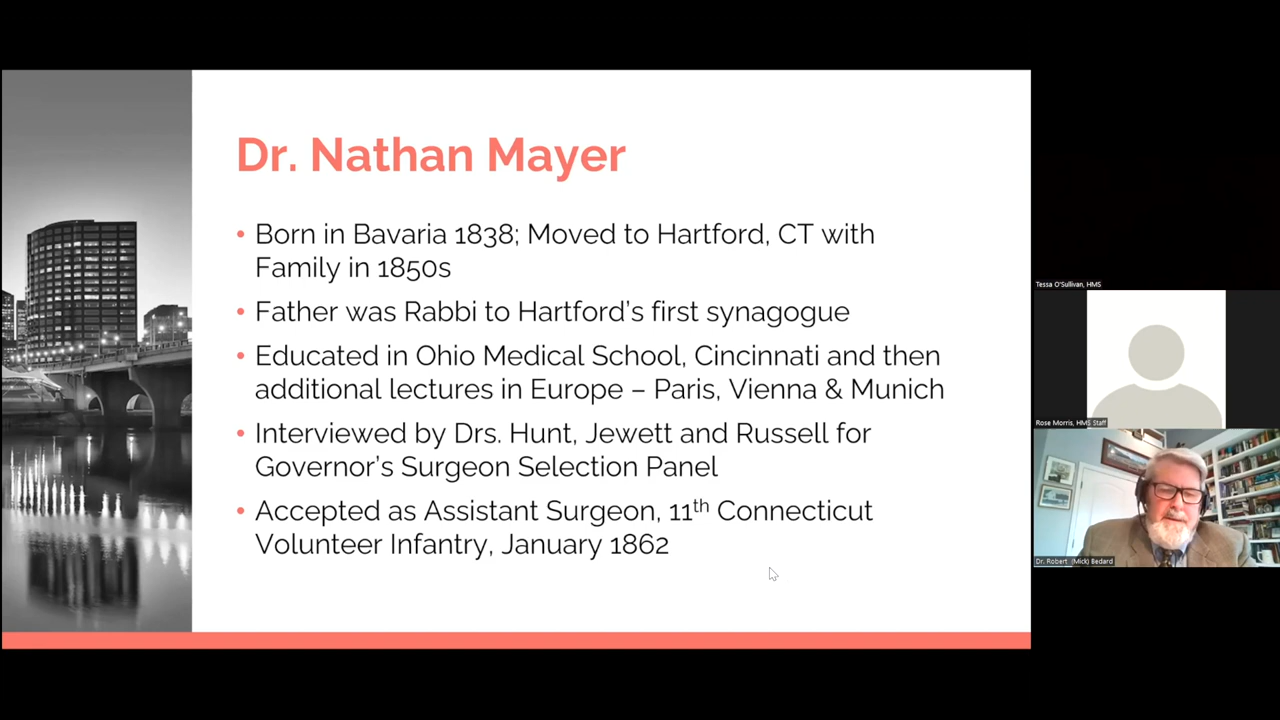 Dr. Nathan Mayer
• Born in Bavaria 1838; Moved to Hartford, CT with
Family in 1850s
• Father was Rabbi to Hartford’s first synagogue
• Educated in Ohio Medical School, Cincinnati and then
additional lectures in Europe – Paris, Vienna & Munich
• Interviewed by Drs. Hunt, Jewett and Russell for
Governor’s Surgeon Selection Panel
• Accepted as Assistant Surgeon, 11th Connecticut
Volunteer Infantry, January 1862
Tessa O'Sullivan, HMS
Rose Morris, HMS Staff
Dr. Robert (Mick) Bedard